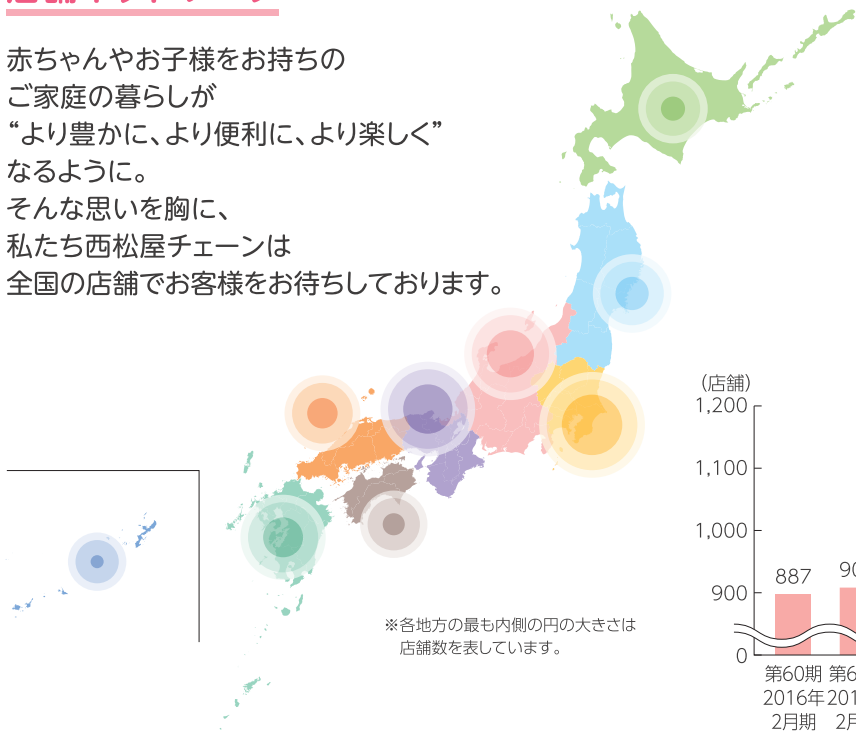 赤ちゃんやお子様をお持ちの
ご家庭の暮らしが
“より豊かに、より便利に、より楽しく”
なるように。
そんな思いを胸に、
私たち西松屋チェーンは
全国の店舗でお客様をお待ちしております。
※各地方の最も内側の円の大きさは
店舗数を表しています。
（店舗）
1,200
1,100
1,000
900
0
887
第60期
2016年
2月期